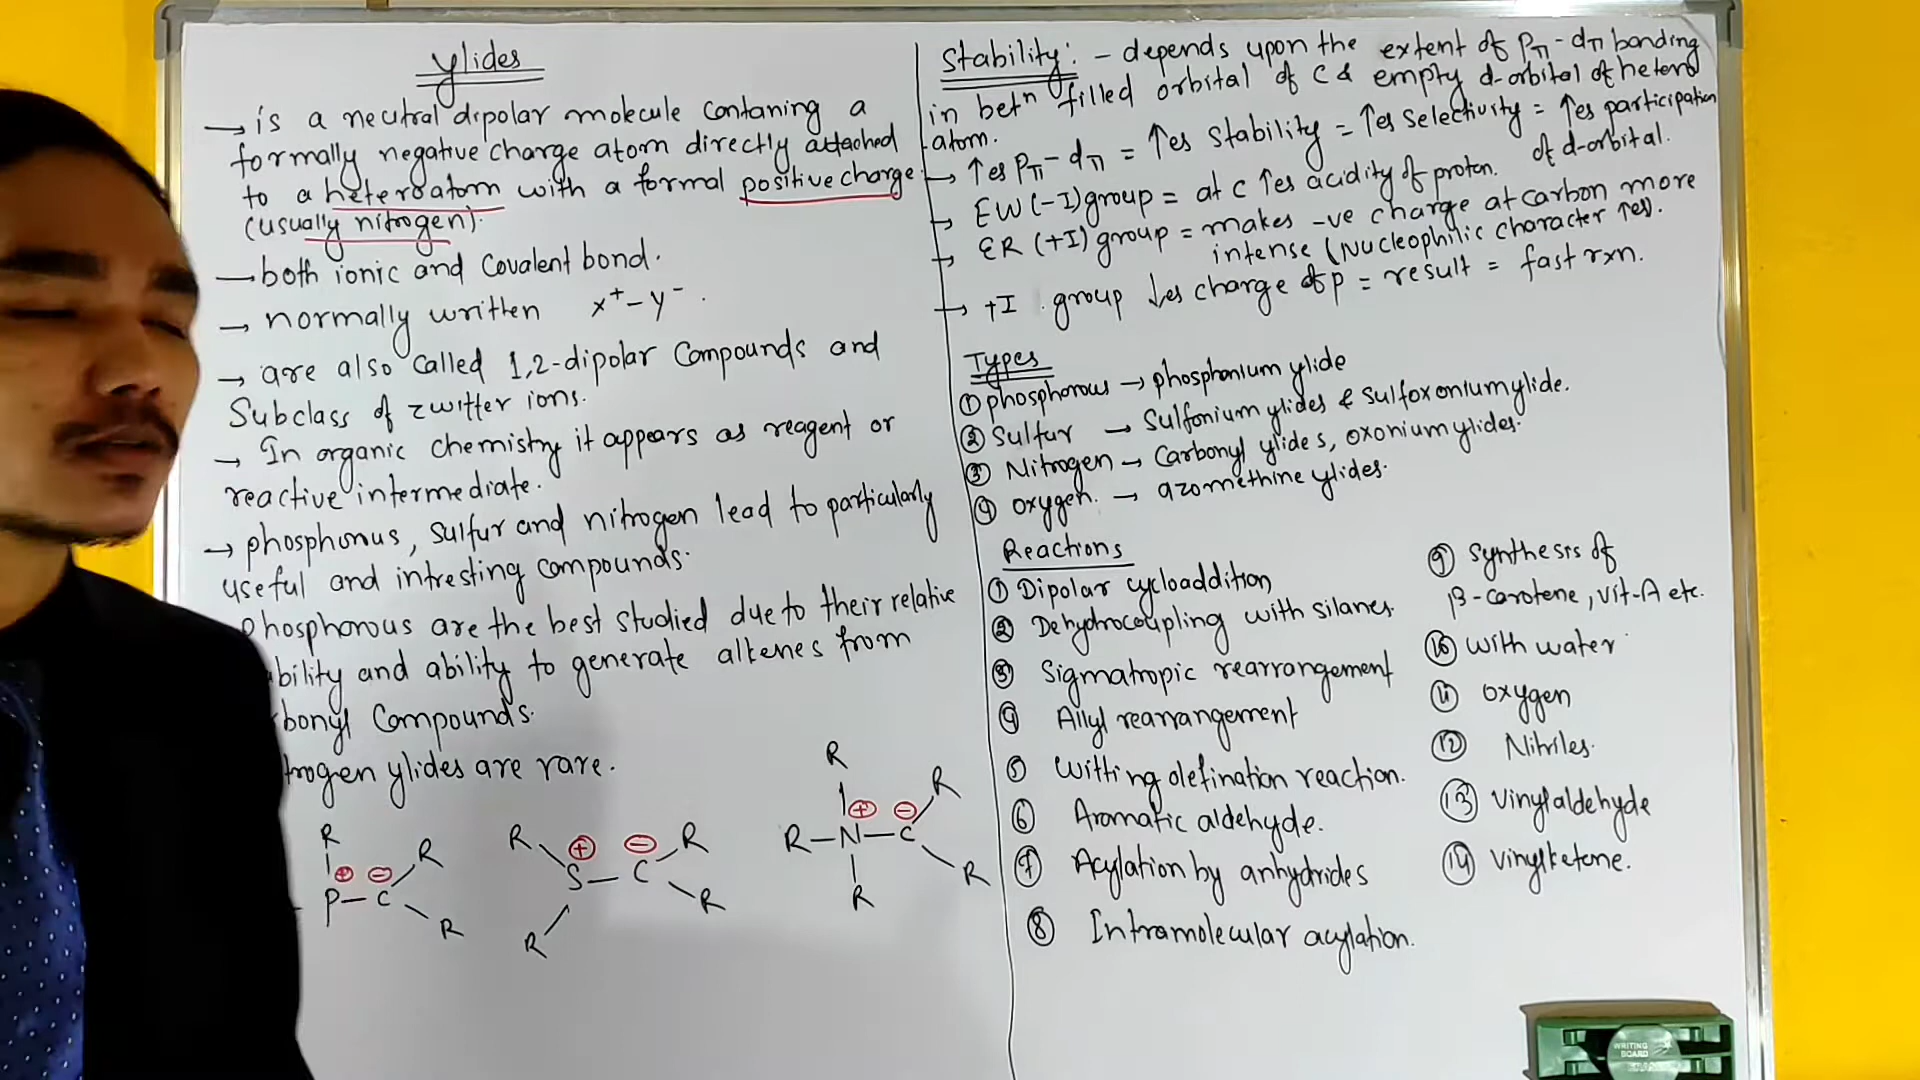 ylides
→ is a neutral dipolar molecule containing a
formally negative charge atom directly attached
to a heteroatom with a formal positive charge
(usually nitrogen).
→ both ionic and covalent bond.
→ normally written x⁺-y⁻.
→ are also called 1,2-dipolar compounds and
Subclass of zwitter ions.
→ In organic chemistry it appears as reagent or
reactive intermediate.
→ phosphorus, sulfur and nitrogen lead to particularly
useful and intresting compounds.
phosphorous are the best studied due to their relative
bility and ability to generate alkenes from
bonyl compounds.
trogen ylides are rare.
R
⊕ ⊖ R
P-C
R
R ⊕ ⊖ R
S-C
R R
R
⊕ ⊖ R
R-N-C
R R
Stability: - depends upon the extent of Pπ-dπ bonding
in betⁿ filled orbital of C & empty d-orbital of hetero
atom.
→ ↑es Pπ-dπ = ↑es stability = ↑es selectivity = ↑es participation
of d-orbital.
→ EW(-I)group = at C ↑es acidity of proton.
→ ER (+I) group = makes -ve charge at carbon more
intense (Nucleophilic character ↑es).
→ +I group ↓es charge of p = result = fast rxn.
Types
① phosphorous → phosphonium ylide
② Sulfur → Sulfonium ylides & sulfoxonium ylide.
③ Nitrogen → Carbonyl ylides, oxonium ylides.
④ oxygen. → azomethine ylides.
Reactions
① Dipolar cycloaddition
② Dehydrocoupling with silanes.
③ Sigmatropic rearrangement
④ Allyl rearrangement
⑤ Witting olefination reaction.
⑥ Aromatic aldehyde.
⑦ Acylation by anhydrides
⑧ Intramolecular acylation.
⑨ Synthesis of
β-carotene, vit-A etc.
⑩ with water
⑪ oxygen
⑫ Nitriles.
⑬ vinylaldehyde
⑭ vinylketone.
WRITING
BOARD